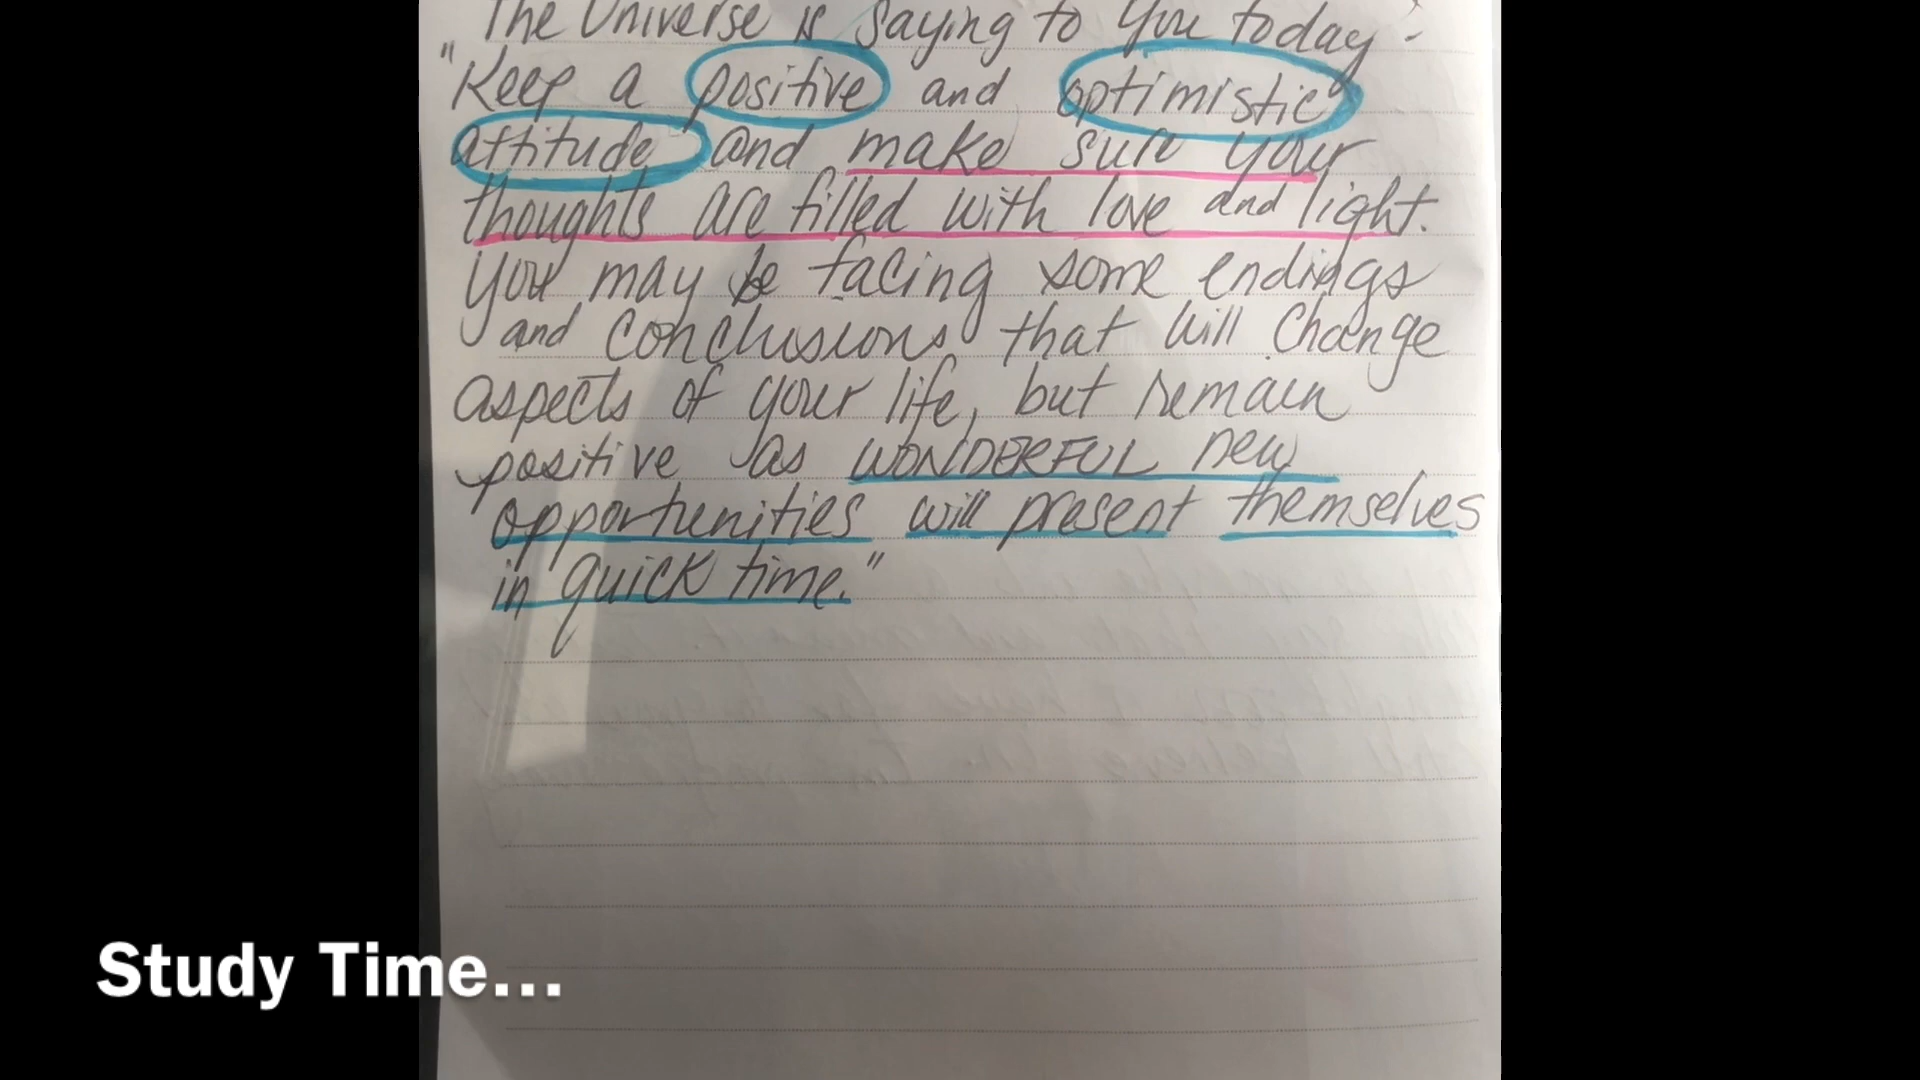 The Universe is saying to you today:
"Keep a positive and optimistic
attitude and make sure your
thoughts are filled with love and light.
You may be facing some endings
and conclusions that will change
aspects of your life, but remain
positive as WONDERFUL new
opportunities will present themselves
in quick time."
Study Time...